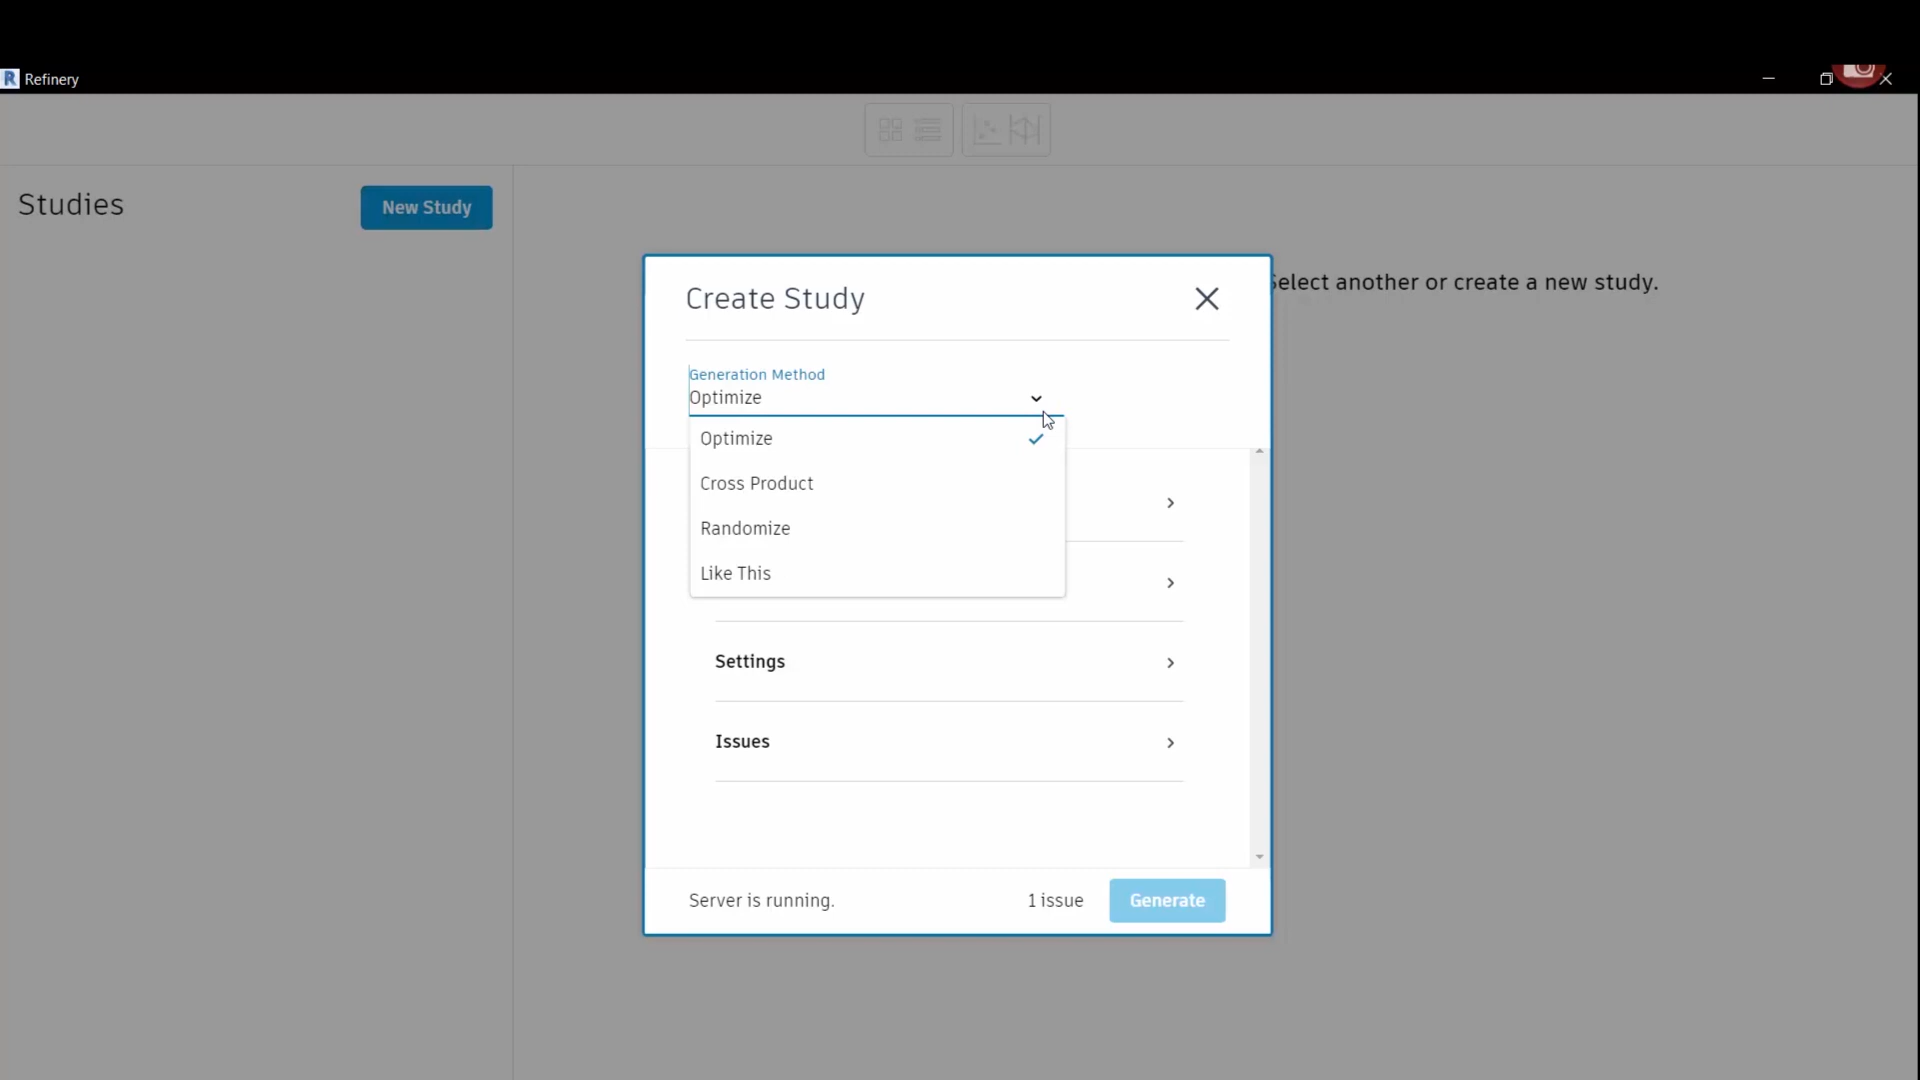 Refinery
Studies
New Study
Select another or create a new study.
Create Study
Generation Method
Optimize
Optimize
Cross Product
Randomize
Like This
Settings
Issues
Server is running.
1 issue
Generate